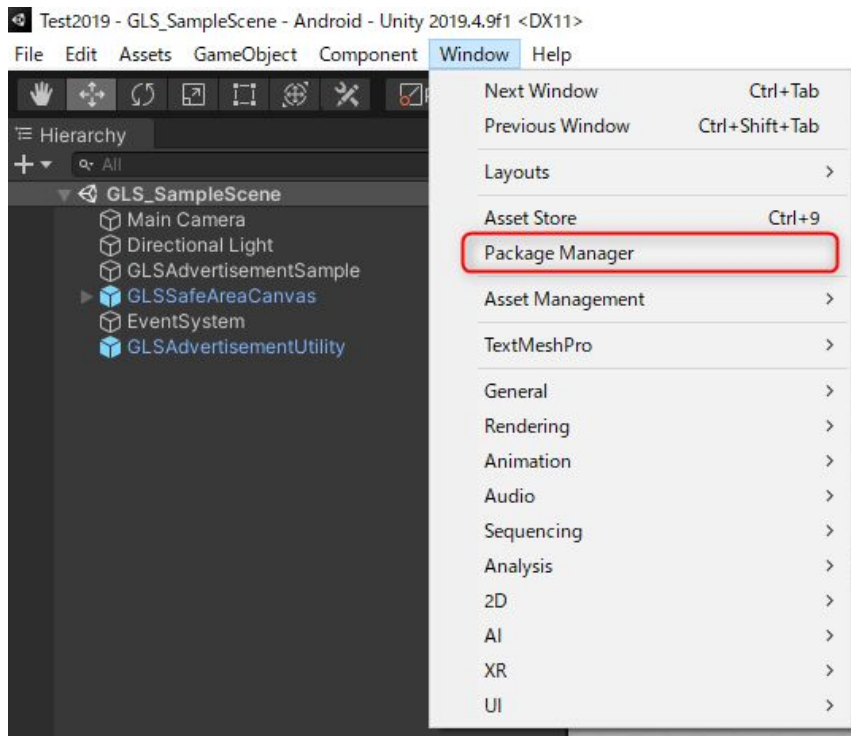 Test2019 - GLS_SampleScene - Android - Unity 2019.4.9f1 <DX11>
File Edit Assets GameObject Component Window Help
Hierarchy
All
GLS_SampleScene
Main Camera
Directional Light
GLSAdvertisementSample
GLSSafeAreaCanvas
EventSystem
GLSAdvertisementUtility
Next Window Ctrl+Tab
Previous Window Ctrl+Shift+Tab
Layouts
Asset Store Ctrl+9
Package Manager
Asset Management
TextMeshPro
General
Rendering
Animation
Audio
Sequencing
Analysis
2D
AI
XR
UI